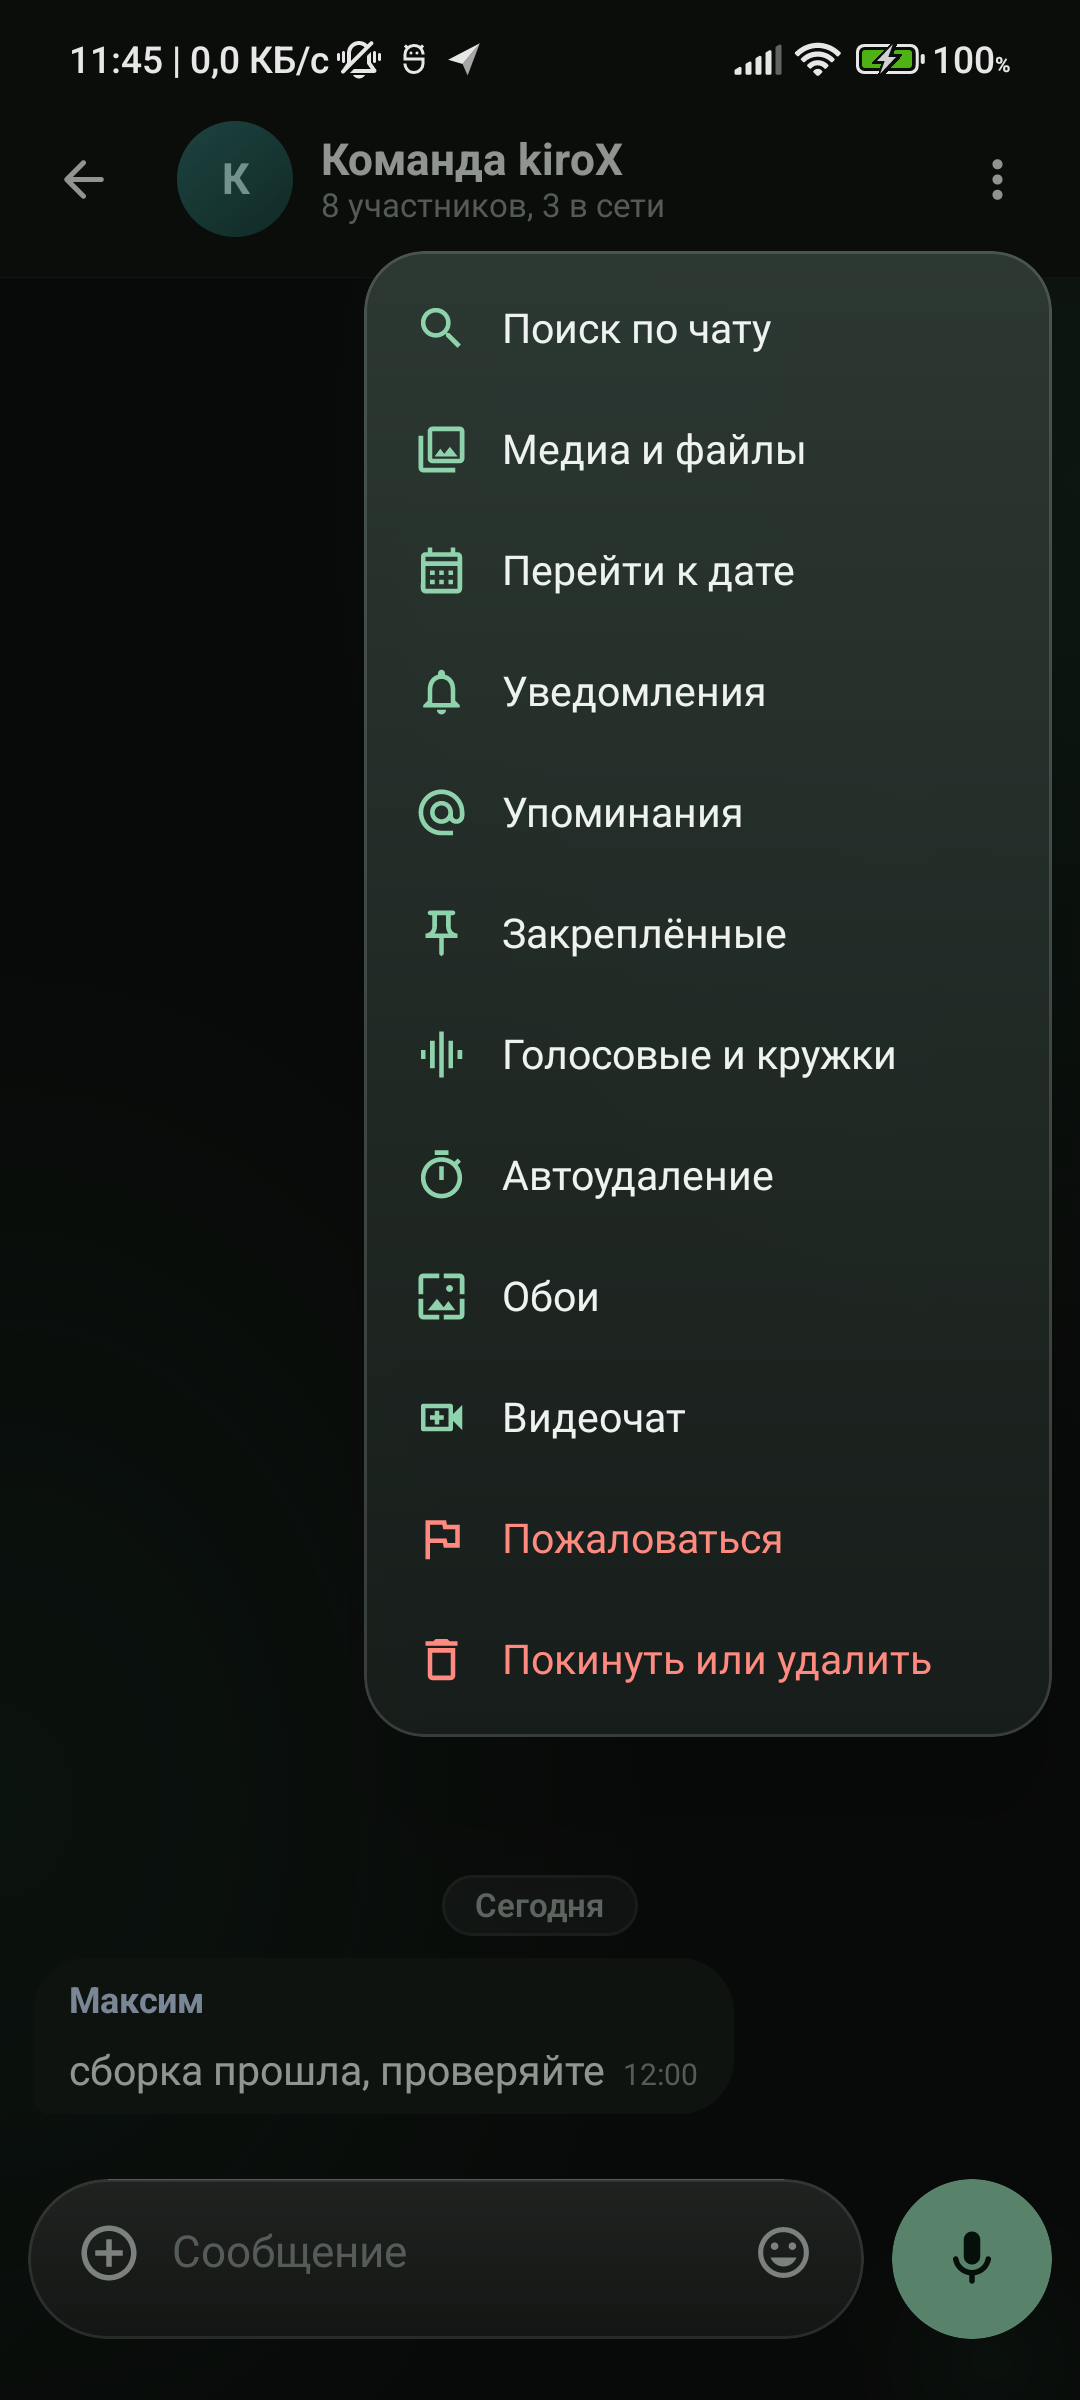 11:45 | 0,0 КБ/с 100%
К
Команда kiroX
8 участников, 3 в сети
Поиск по чату
Медиа и файлы
Перейти к дате
Уведомления
Упоминания
Закреплённые
Голосовые и кружки
Автоудаление
Обои
Видеочат
Пожаловаться
Покинуть или удалить
Сегодня
Максим
сборка прошла, проверяйте 12:00
Сообщение